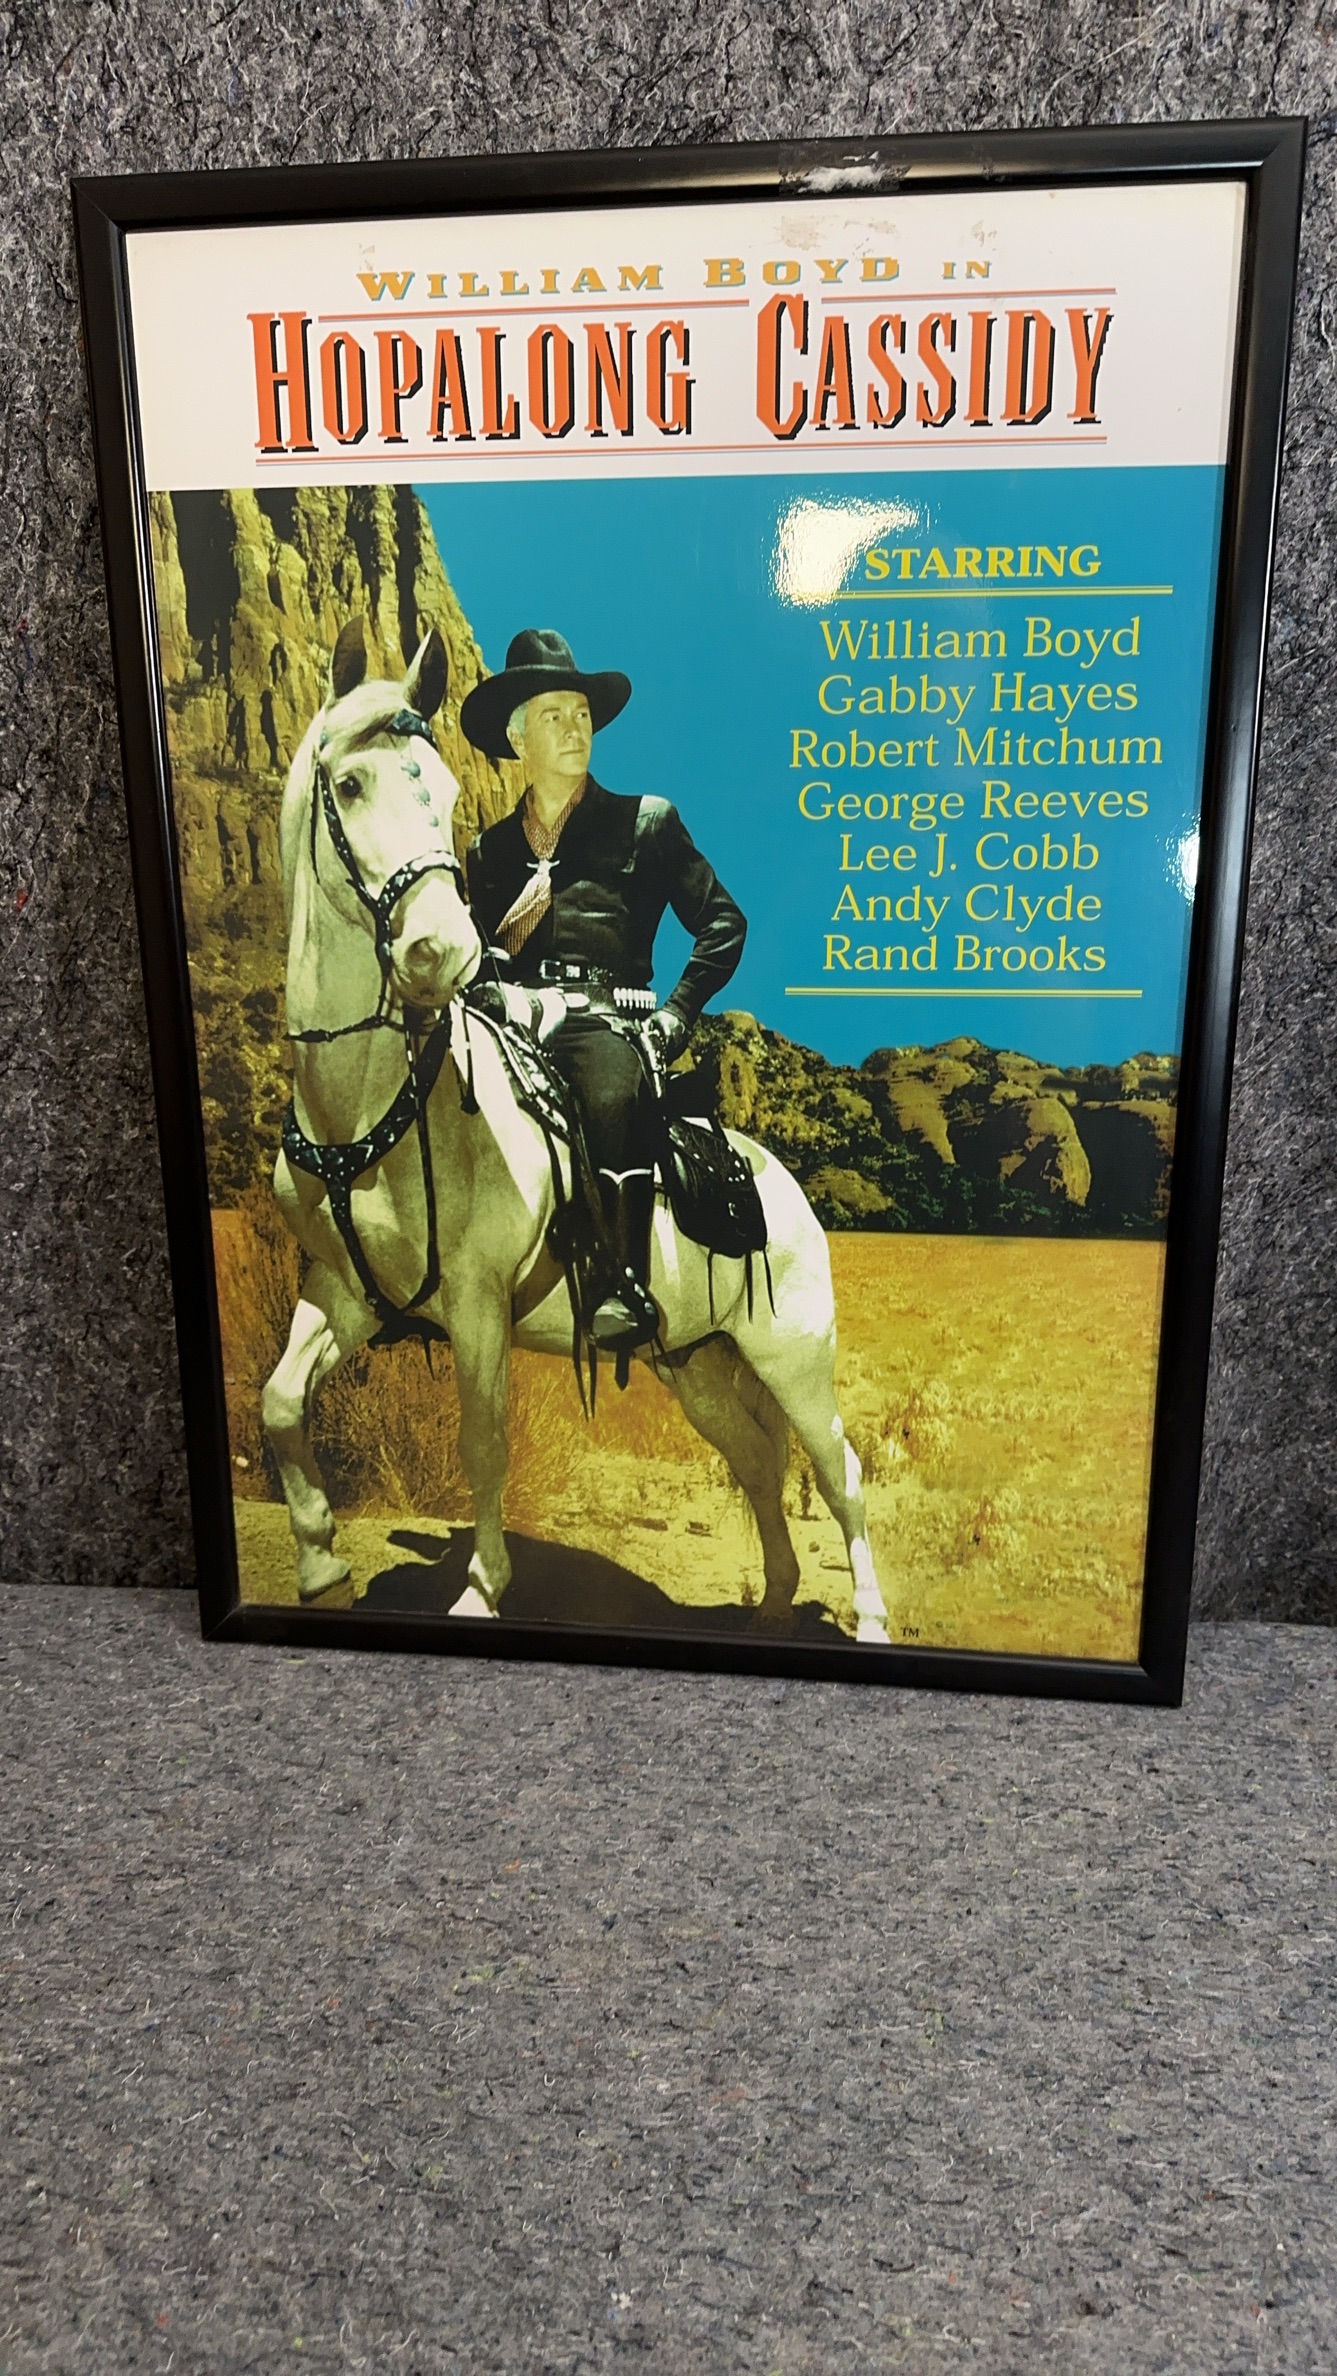 WILLIAM BOYD IN
HOPALONG CASSIDY
STARRING
William Boyd
Gabby Hayes
Robert Mitchum
George Reeves
Lee J. Cobb
Andy Clyde
Rand Brooks
TM